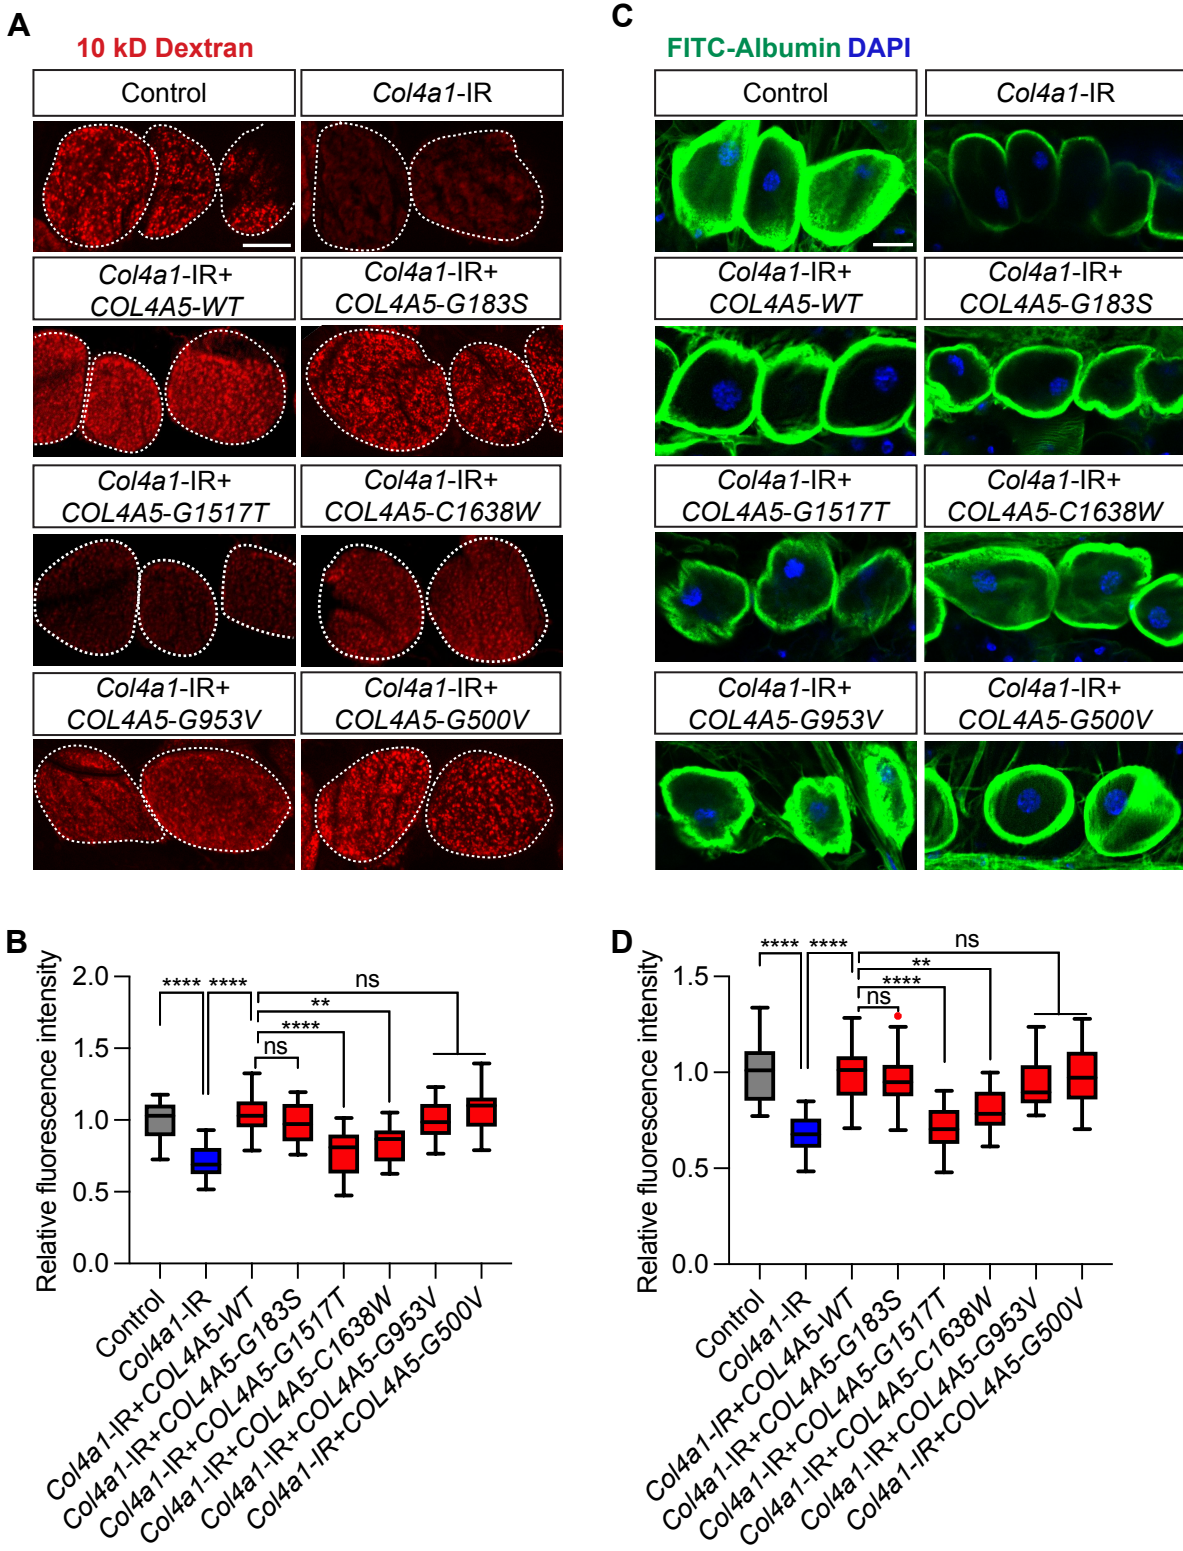 A
10 kD Dextran
Control
Col4a1-IR
Col4a1-IR+
COL4A5-WT
Col4a1-IR+
COL4A5-G183S
Col4a1-IR+
COL4A5-G1517T
Col4a1-IR+
COL4A5-C1638W
Col4a1-IR+
COL4A5-G953V
Col4a1-IR+
COL4A5-G500V
C
FITC-Albumin DAPI
Control
Col4a1-IR
Col4a1-IR+
COL4A5-WT
Col4a1-IR+
COL4A5-G183S
Col4a1-IR+
COL4A5-G1517T
Col4a1-IR+
COL4A5-C1638W
Col4a1-IR+
COL4A5-G953V
Col4a1-IR+
COL4A5-G500V
B
Relative fluorescence intensity
2.0
1.5
1.0
0.5
0.0
**** ****
ns
**
****
ns
Control
Col4a1-IR
Col4a1-IR+COL4A5-WT
Col4a1-IR+COL4A5-G183S
Col4a1-IR+COL4A5-G1517T
Col4a1-IR+COL4A5-C1638W
Col4a1-IR+COL4A5-G953V
Col4a1-IR+COL4A5-G500V
D
Relative fluorescence intensity
1.5
1.0
0.5
0.0
**** ****
ns
**
****
ns
Control
Col4a1-IR
Col4a1-IR+COL4A5-WT
Col4a1-IR+COL4A5-G183S
Col4a1-IR+COL4A5-G1517T
Col4a1-IR+COL4A5-C1638W
Col4a1-IR+COL4A5-G953V
Col4a1-IR+COL4A5-G500V